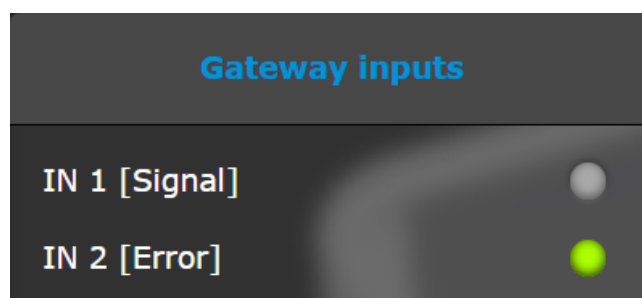 Gateway inputs
IN 1 [Signal]
IN 2 [Error]